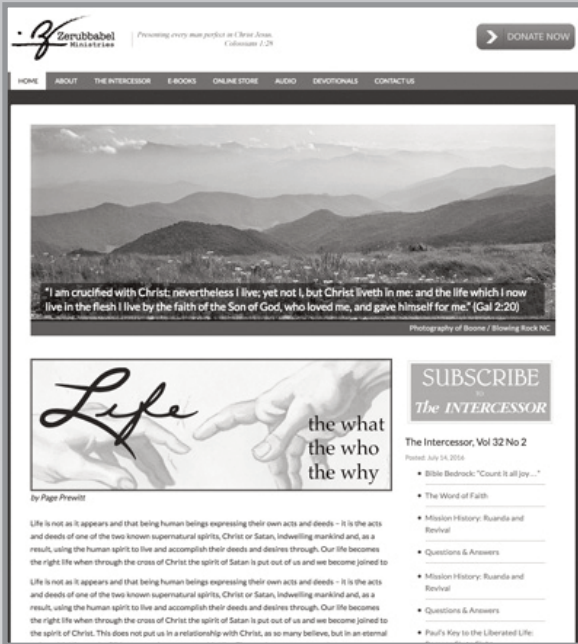 Zerubbabel
Ministries
Presenting every man perfect in Christ Jesus.
Colossians 1:28
DONATE NOW
HOME ABOUT THE INTERCESSOR E-BOOKS ONLINE STORE AUDIO DEVOTIONALS CONTACT US
"I am crucified with Christ: nevertheless I live; yet not I, but Christ liveth in me: and the life which I now
live in the flesh I live by the faith of the Son of God, who loved me, and gave himself for me." (Gal 2:20)
Photography of Boone / Blowing Rock NC
Life
the what
the who
the why
by Page Prewitt
Life is not as it appears and that being human beings expressing their own acts and deeds – it is the acts
and deeds of one of the two known supernatural spirits, Christ or Satan, indwelling mankind and, as a
result, using the human spirit to live and accomplish their deeds and desires through. Our life becomes
the right life when through the cross of Christ the spirit of Satan is put out of us and we become joined to
Life is not as it appears and that being human beings expressing their own acts and deeds – it is the acts
and deeds of one of the two known supernatural spirits, Christ or Satan, indwelling mankind and, as a
result, using the human spirit to live and accomplish their deeds and desires through. Our life becomes
the right life when through the cross of Christ the spirit of Satan is put out of us and we become joined to
the spirit of Christ. This does not put us in a relationship with Christ, as so many believe, but in an eternal
SUBSCRIBE
TO
The INTERCESSOR
The Intercessor, Vol 32 No 2
Posted: July 14, 2016
• Bible Bedrock: "Count it all joy ..."
• The Word of Faith
• Mission History: Ruanda and
Revival
• Questions & Answers
• Mission History: Ruanda and
Revival
• Questions & Answers
• Paul's Key to the Liberated Life: